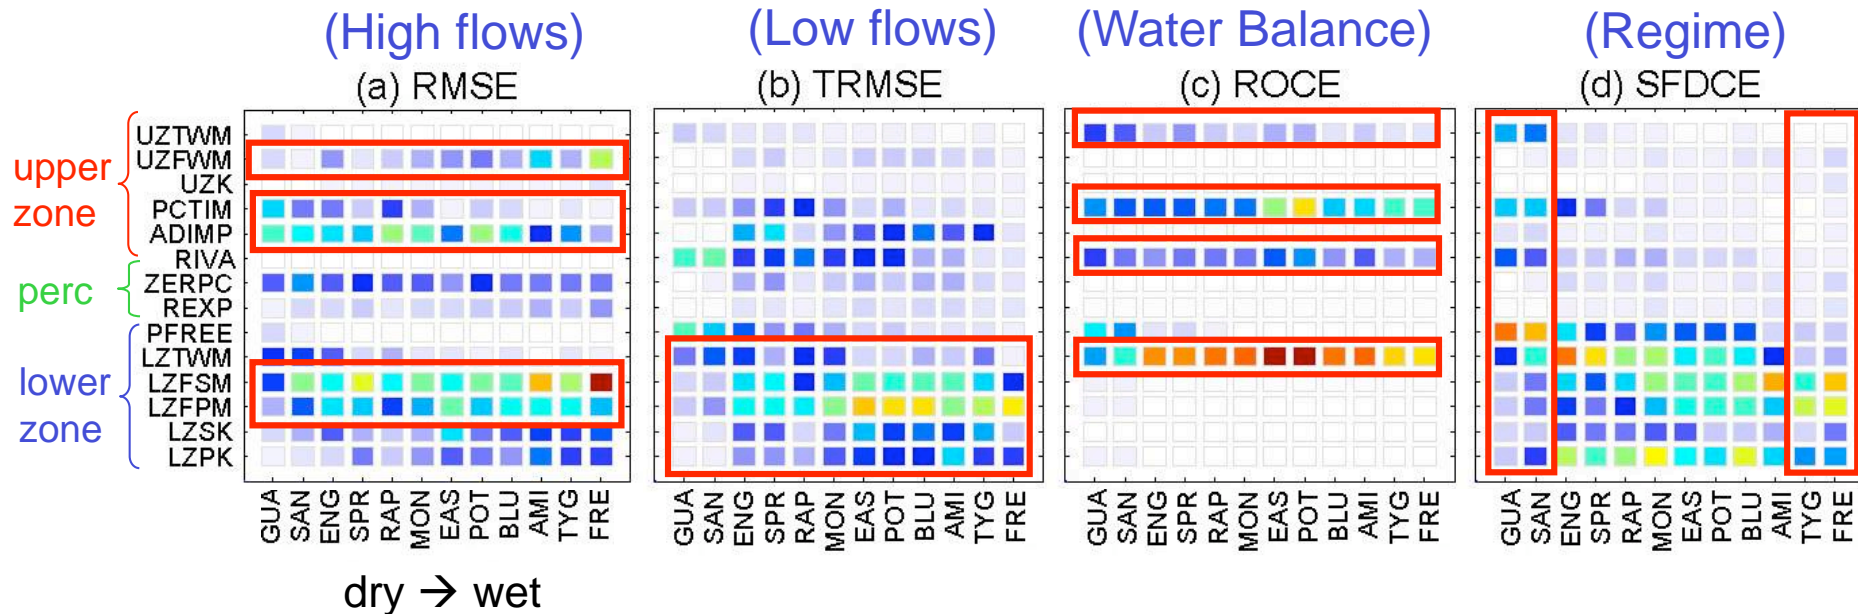 (High flows) (Low flows) (Water Balance) (Regime)
(a) RMSE (b) TRMSE (c) ROCE (d) SFDCE
upper
zone
perc
lower
zone
UZTWM
UZFWM
UZK
PCTIM
ADIMP
RIVA
ZERPC
REXP
PFREE
LZTWM
LZFSM
LZFPM
LZSK
LZPK
GUA SAN ENG SPR RAP MON EAS POT BLU AMI TYG FRE
GUA SAN ENG SPR RAP MON EAS POT BLU AMI TYG FRE
GUA SAN ENG SPR RAP MON EAS POT BLU AMI TYG FRE
GUA SAN ENG SPR RAP MON EAS POT BLU AMI TYG FRE
dry → wet